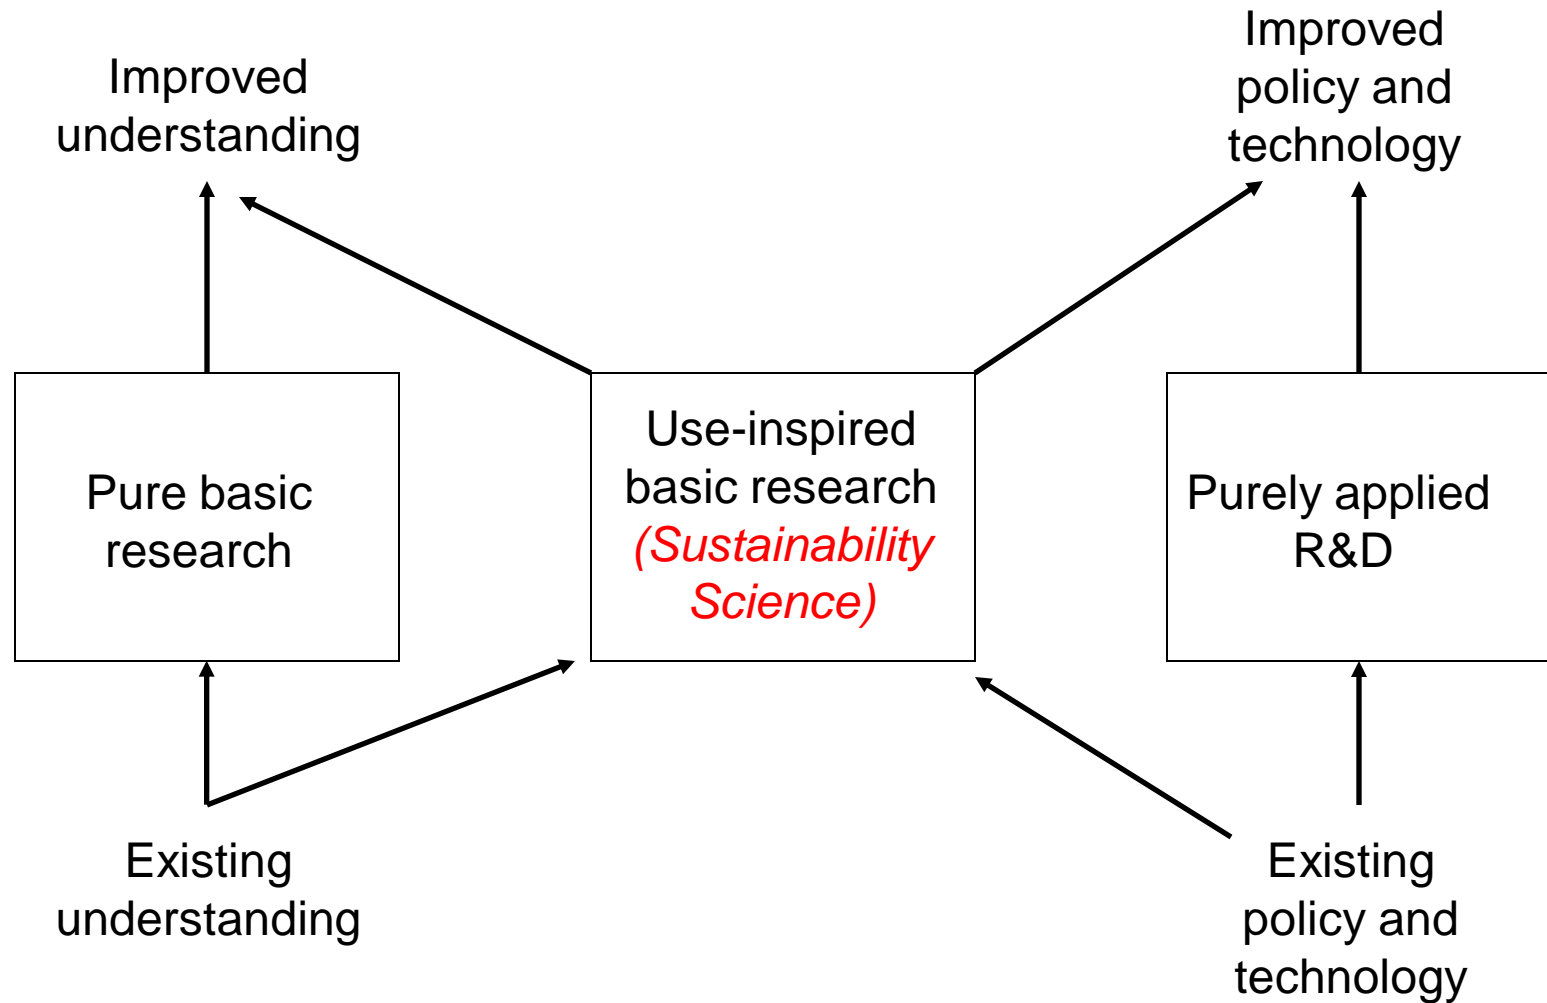 Improved
understanding
Improved
policy and
technology
Pure basic
research
Use-inspired
basic research
(Sustainability
Science)
Purely applied
R&D
Existing
understanding
Existing
policy and
technology